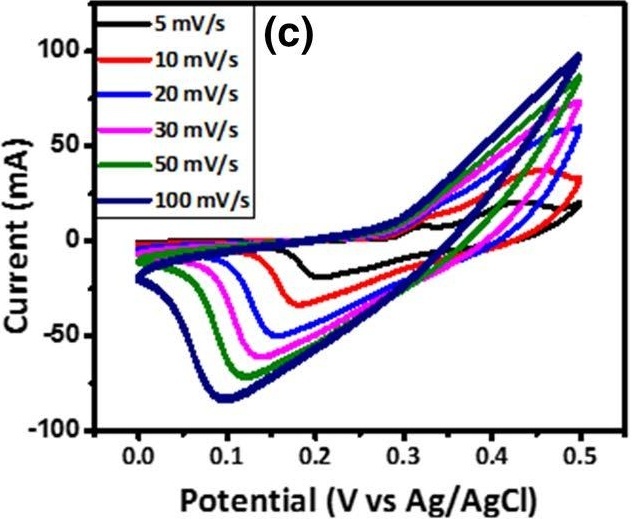 (c)
5 mV/s
10 mV/s
20 mV/s
30 mV/s
50 mV/s
100 mV/s
100
50
0
-50
-100
Current (mA)
0.0 0.1 0.2 0.3 0.4 0.5
Potential (V vs Ag/AgCl)